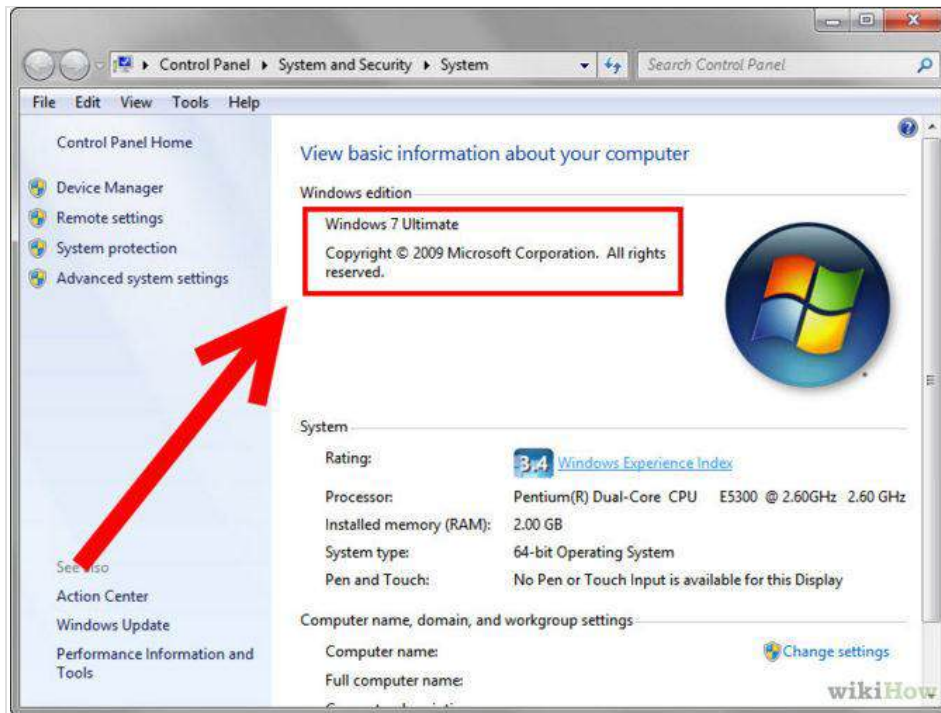 Control Panel ▸ System and Security ▸ System
Search Control Panel
File Edit View Tools Help
Control Panel Home
Device Manager
Remote settings
System protection
Advanced system settings
See also
Action Center
Windows Update
Performance Information and
Tools
View basic information about your computer
Windows edition
Windows 7 Ultimate
Copyright © 2009 Microsoft Corporation. All rights
reserved.
System
Rating: 3.4 Windows Experience Index
Processor: Pentium(R) Dual-Core CPU E5300 @ 2.60GHz 2.60 GHz
Installed memory (RAM): 2.00 GB
System type: 64-bit Operating System
Pen and Touch: No Pen or Touch Input is available for this Display
Computer name, domain, and workgroup settings
Computer name: Change settings
Full computer name:
wikiHow